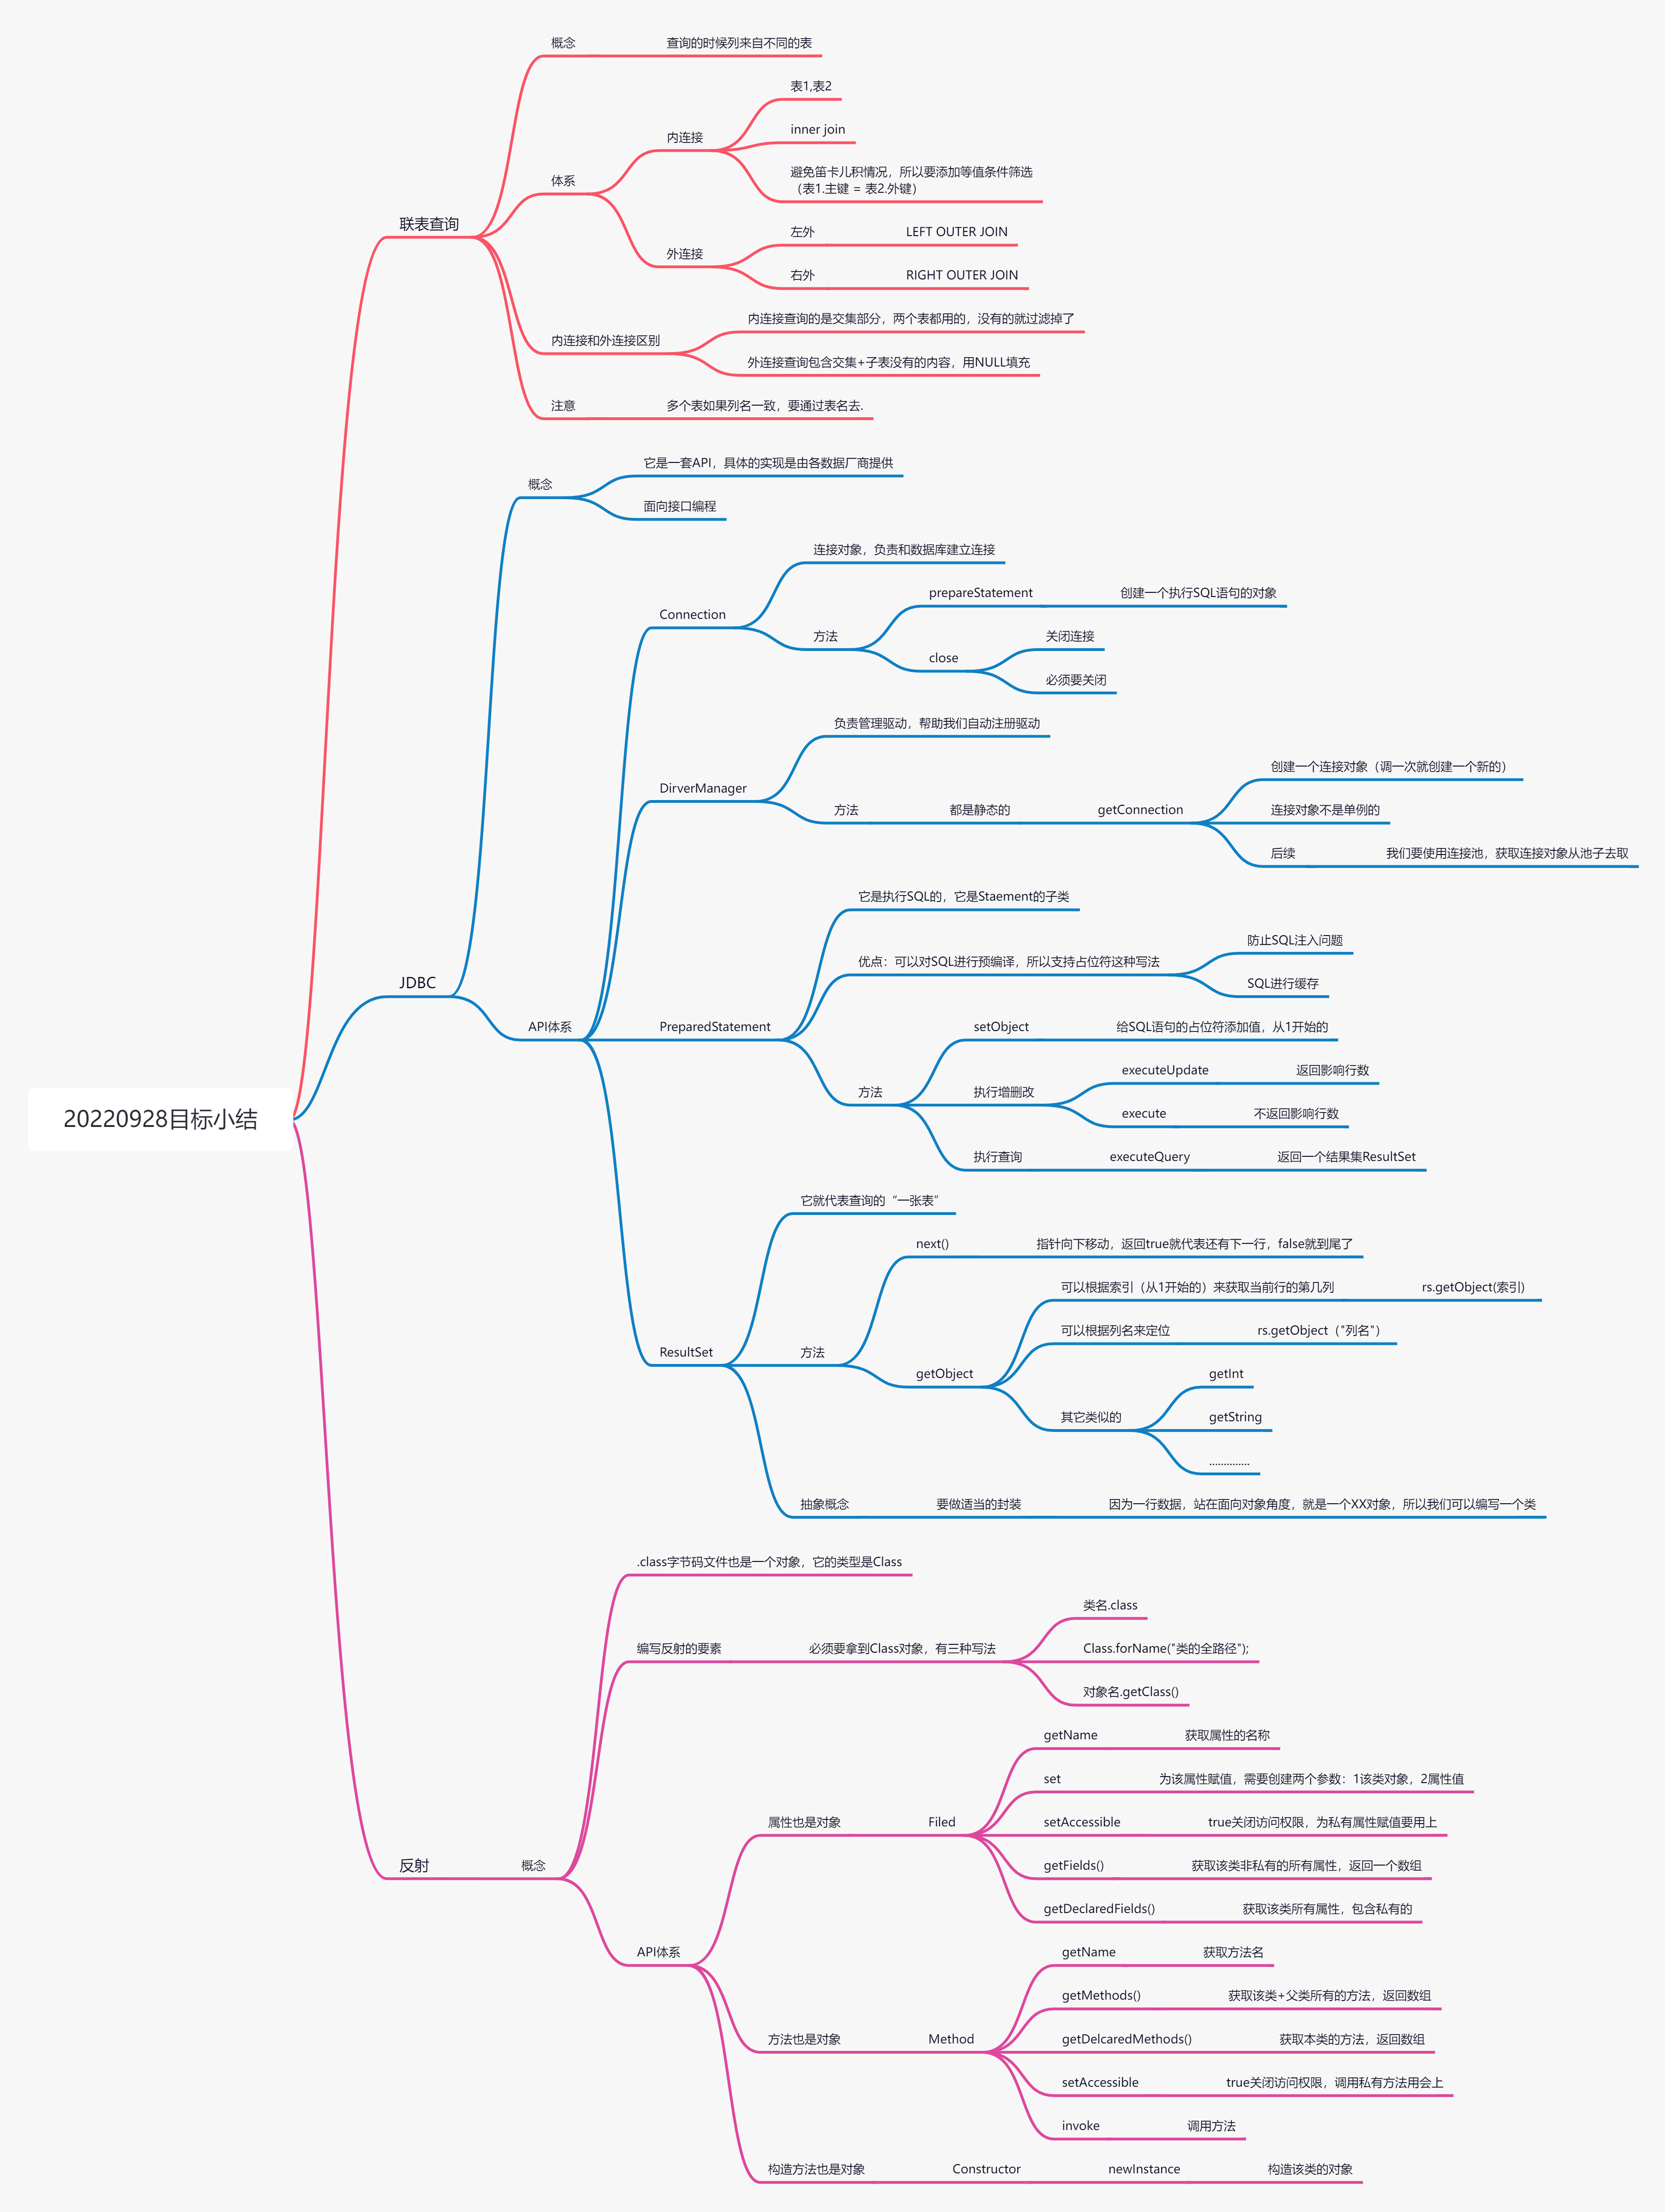 20220928目标小结
联表查询
概念
查询的时候列来自不同的表
体系
内连接
表1,表2
inner join
避免笛卡儿积情况，所以要添加等值条件筛选
（表1.主键 = 表2.外键）
外连接
左外
LEFT OUTER JOIN
右外
RIGHT OUTER JOIN
内连接和外连接区别
内连接查询的是交集部分，两个表都用的，没有的就过滤掉了
外连接查询包含交集+子表没有的内容，用NULL填充
注意
多个表如果列名一致，要通过表名去.
JDBC
概念
它是一套API，具体的实现是由各数据厂商提供
面向接口编程
API体系
Connection
连接对象，负责和数据库建立连接
方法
prepareStatement
创建一个执行SQL语句的对象
close
关闭连接
必须要关闭
DirverManager
负责管理驱动，帮助我们自动注册驱动
方法
都是静态的
getConnection
创建一个连接对象（调一次就创建一个新的）
连接对象不是单例的
后续
我们要使用连接池，获取连接对象从池子去取
PreparedStatement
它是执行SQL的，它是Staement的子类
优点：可以对SQL进行预编译，所以支持占位符这种写法
防止SQL注入问题
SQL进行缓存
方法
setObject
给SQL语句的占位符添加值，从1开始的
执行增删改
executeUpdate
返回影响行数
execute
不返回影响行数
执行查询
executeQuery
返回一个结果集ResultSet
ResultSet
它就代表查询的“一张表”
方法
next()
指针向下移动，返回true就代表还有下一行，false就到尾了
getObject
可以根据索引（从1开始的）来获取当前行的第几列
rs.getObject(索引)
可以根据列名来定位
rs.getObject（"列名"）
其它类似的
getInt
getString
..............
抽象概念
要做适当的封装
因为一行数据，站在面向对象角度，就是一个XX对象，所以我们可以编写一个类
反射
概念
.class字节码文件也是一个对象，它的类型是Class
编写反射的要素
必须要拿到Class对象，有三种写法
类名.class
Class.forName("类的全路径");
对象名.getClass()
API体系
属性也是对象
Filed
getName
获取属性的名称
set
为该属性赋值，需要创建两个参数：1该类对象，2属性值
setAccessible
true关闭访问权限，为私有属性赋值要用上
getFields()
获取该类非私有的所有属性，返回一个数组
getDeclaredFields()
获取该类所有属性，包含私有的
方法也是对象
Method
getName
获取方法名
getMethods()
获取该类+父类所有的方法，返回数组
getDelcaredMethods()
获取本类的方法，返回数组
setAccessible
true关闭访问权限，调用私有方法用会上
invoke
调用方法
构造方法也是对象
Constructor
newInstance
构造该类的对象